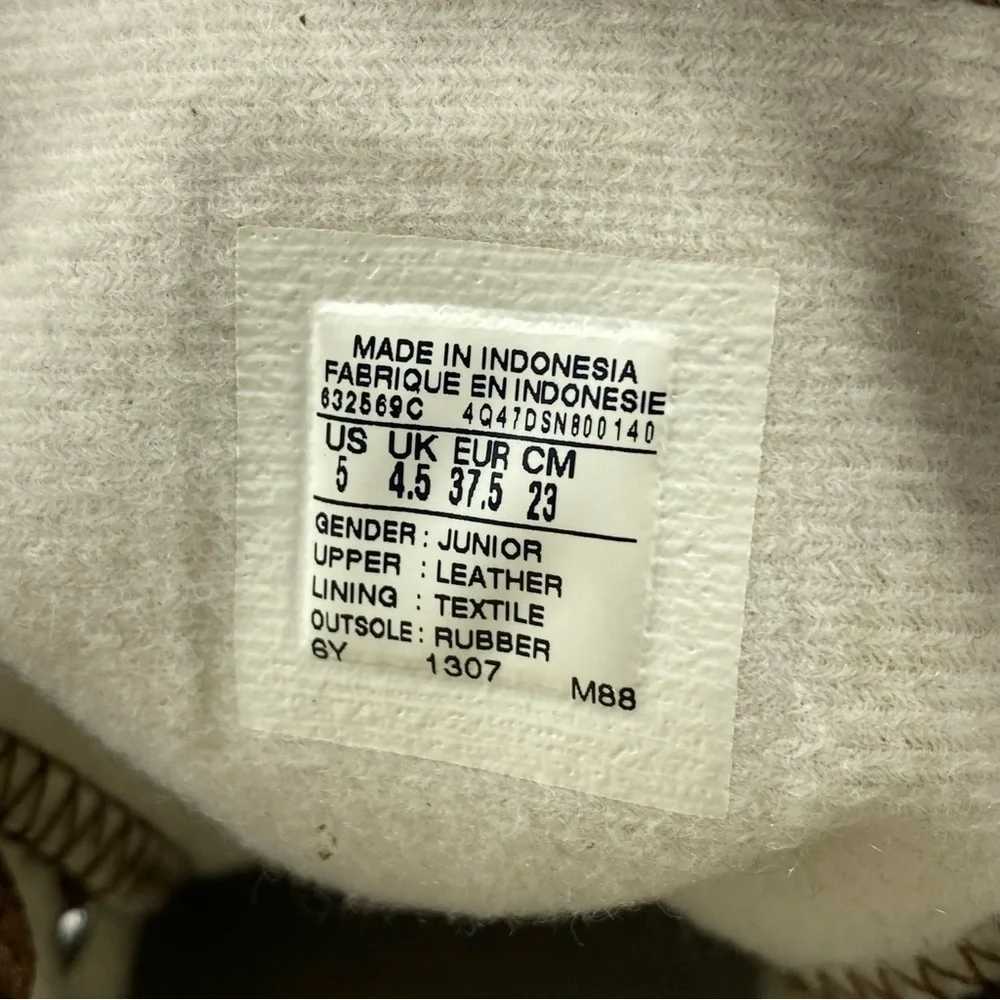 MADE IN INDONESIA
FABRIQUE EN INDONESIE
632569C 4Q47DSN800140
US UK EUR CM
5 4.5 37.5 23
GENDER : JUNIOR
UPPER : LEATHER
LINING : TEXTILE
OUTSOLE : RUBBER
6Y 1307 M88